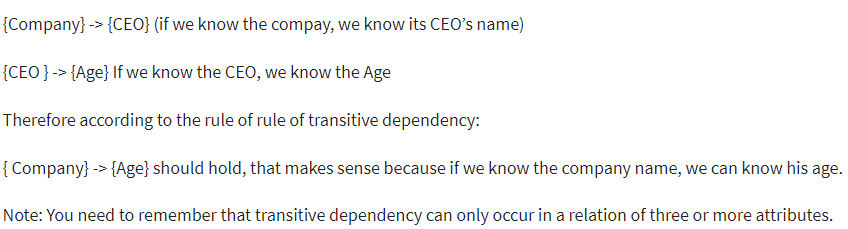 {Company} -> {CEO} (if we know the compay, we know its CEO’s name)
{CEO } -> {Age} If we know the CEO, we know the Age
Therefore according to the rule of rule of transitive dependency:
{ Company} -> {Age} should hold, that makes sense because if we know the company name, we can know his age.
Note: You need to remember that transitive dependency can only occur in a relation of three or more attributes.